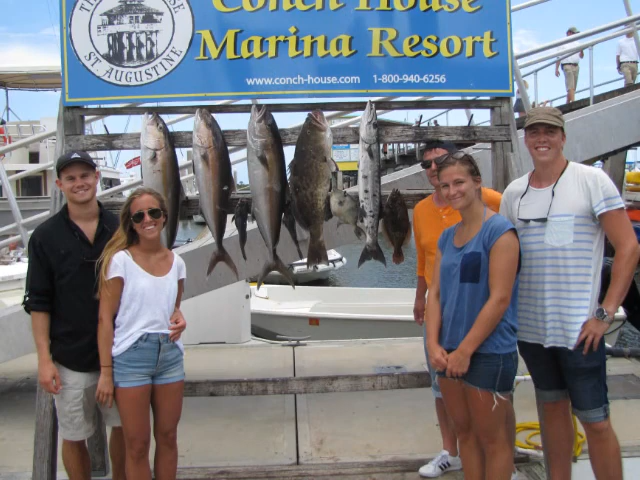 Conch House
Marina Resort
www.conch-house.com 1-800-940-6256
ST. AUGUSTINE